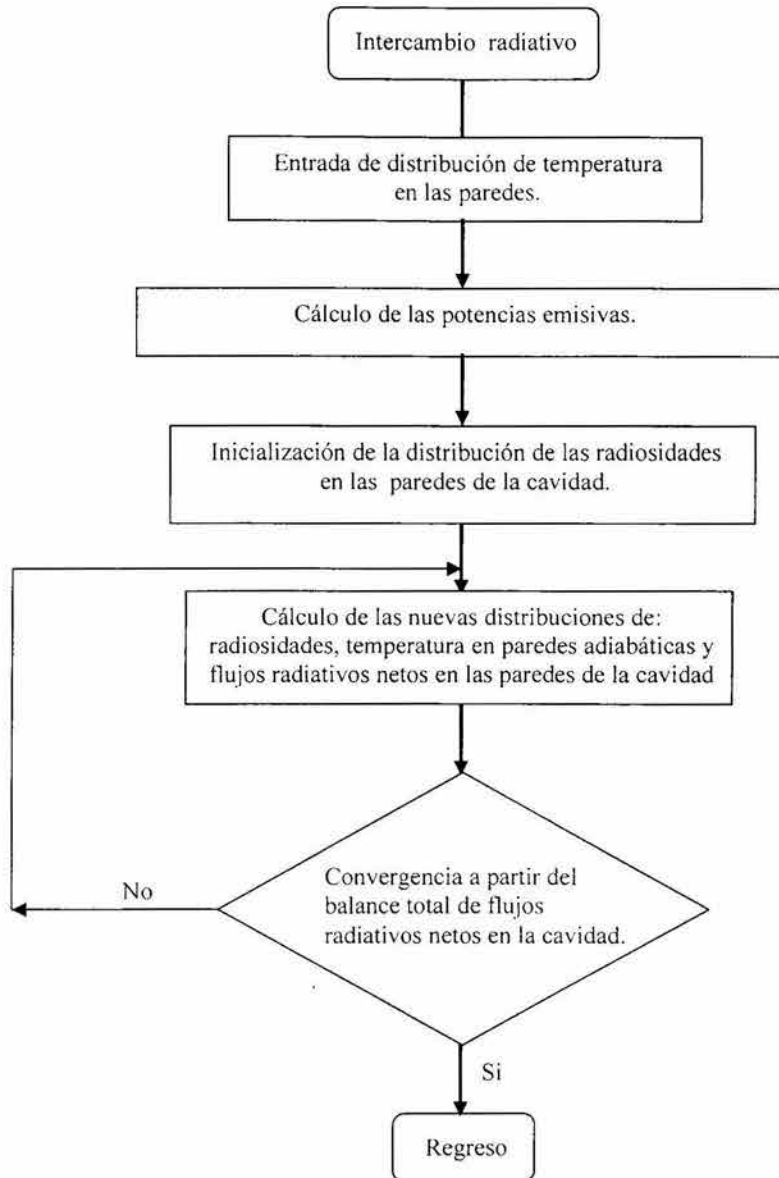 Intercambio radiativo
Entrada de distribución de temperatura
en las paredes.
Cálculo de las potencias emisivas.
Inicialización de la distribución de las radiosidades
en las paredes de la cavidad.
Cálculo de las nuevas distribuciones de:
radiosidades, temperatura en paredes adiabáticas y
flujos radiativos netos en las paredes de la cavidad
Convergencia a partir del
balance total de flujos
radiativos netos en la cavidad.
No
Si
Regreso